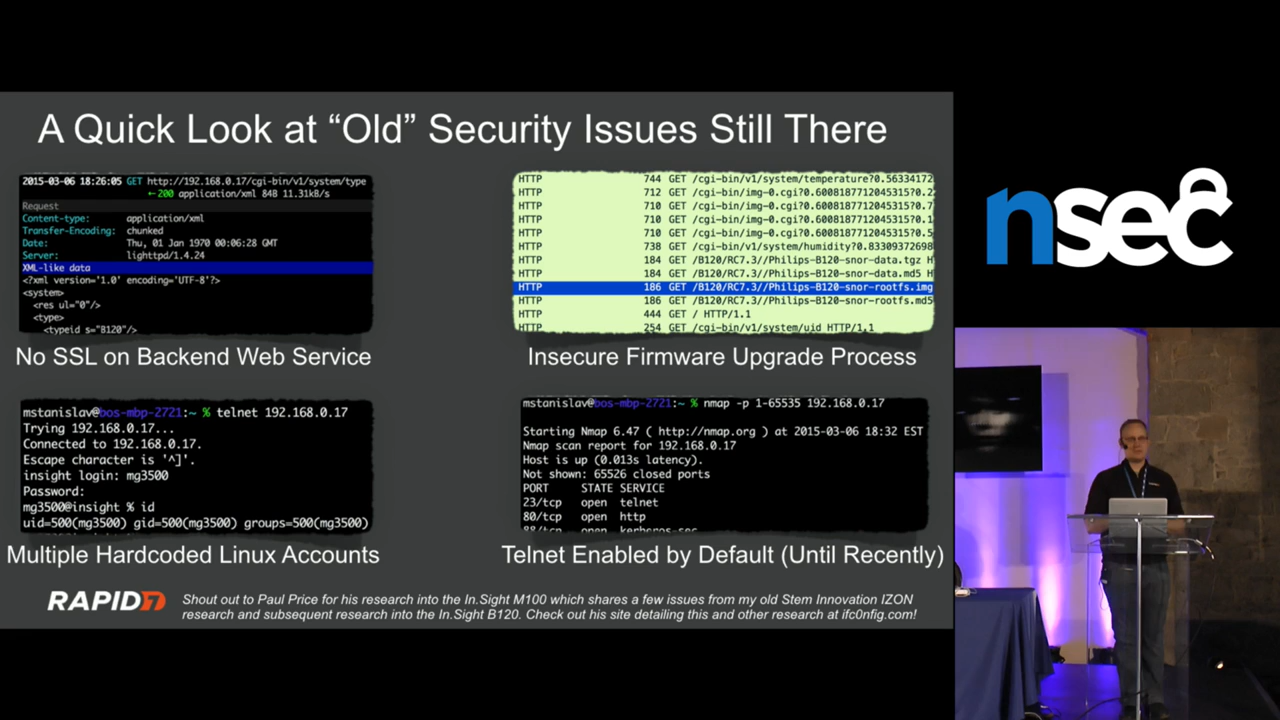 A Quick Look at “Old” Security Issues Still There
2015-03-06 18:26:05 GET http://192.168.0.17/cgi-bin/v1/system/type
←200 application/xml 84B 11.31kB/s
Request
Content-type: application/xml
Transfer-Encoding: chunked
Date: Thu, 01 Jan 1970 00:06:28 GMT
Server: lighttpd/1.4.24
XML-like data
<?xml version='1.0' encoding='UTF-8'?>
<system>
<res ul="0"/>
<type>
<typeid s="B120"/>
No SSL on Backend Web Service
HTTP 744 GET /cgi-bin/v1/system/temperature?0.56334172
HTTP 712 GET /cgi-bin/img-0.cgi?0.6008187712045315?0.2
HTTP 710 GET /cgi-bin/img-0.cgi?0.6008187712045315?0.7
HTTP 710 GET /cgi-bin/img-0.cgi?0.6008187712045315?0.1
HTTP 710 GET /cgi-bin/img-0.cgi?0.6008187712045315?0.5
HTTP 738 GET /cgi-bin/v1/system/humidity?0.83309372698
HTTP 184 GET /B120/RC7.3//Philips-B120-snor-data.tgz H
HTTP 184 GET /B120/RC7.3//Philips-B120-snor-data.md5 H
HTTP 186 GET /B120/RC7.3//Philips-B120-snor-rootfs.img
HTTP 186 GET /B120/RC7.3//Philips-B120-snor-rootfs.md5
HTTP 444 GET / HTTP/1.1
HTTP 254 GET /cgi-bin/v1/system/uid HTTP/1.1
Insecure Firmware Upgrade Process
mstanislav@bos-mbp-2721:~ % telnet 192.168.0.17
Trying 192.168.0.17...
Connected to 192.168.0.17.
Escape character is '^]'.
insight login: mg3500
Password:
mg3500@insight % id
uid=500(mg3500) gid=500(mg3500) groups=500(mg3500)
Multiple Hardcoded Linux Accounts
mstanislav@bos-mbp-2721:~ % nmap -p 1-65535 192.168.0.17
Starting Nmap 6.47 ( http://nmap.org ) at 2015-03-06 18:32 EST
Nmap scan report for 192.168.0.17
Host is up (0.013s latency).
Not shown: 65526 closed ports
PORT STATE SERVICE
23/tcp open telnet
80/tcp open http
88/tcp open kerberos-sec
Telnet Enabled by Default (Until Recently)
RAPID7
Shout out to Paul Price for his research into the In.Sight M100 which shares a few issues from my old Stem Innovation IZON
research and subsequent research into the In.Sight B120. Check out his site detailing this and other research at ifc0nfig.com!
nsec